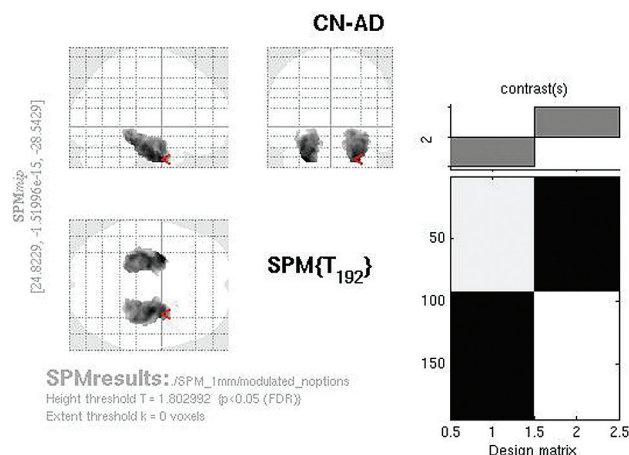 CN-AD
SPMmip
[24.8229, -1.51996e-15, -28.5429]
contrast(s)
2
SPM{T192}
50
100
150
0.5 1 1.5 2 2.5
Design matrix
SPMresults: ./SPM_1mm/modulated_noptions
Height threshold T = 1.802992 {p<0.05 (FDR)}
Extent threshold k = 0 voxels